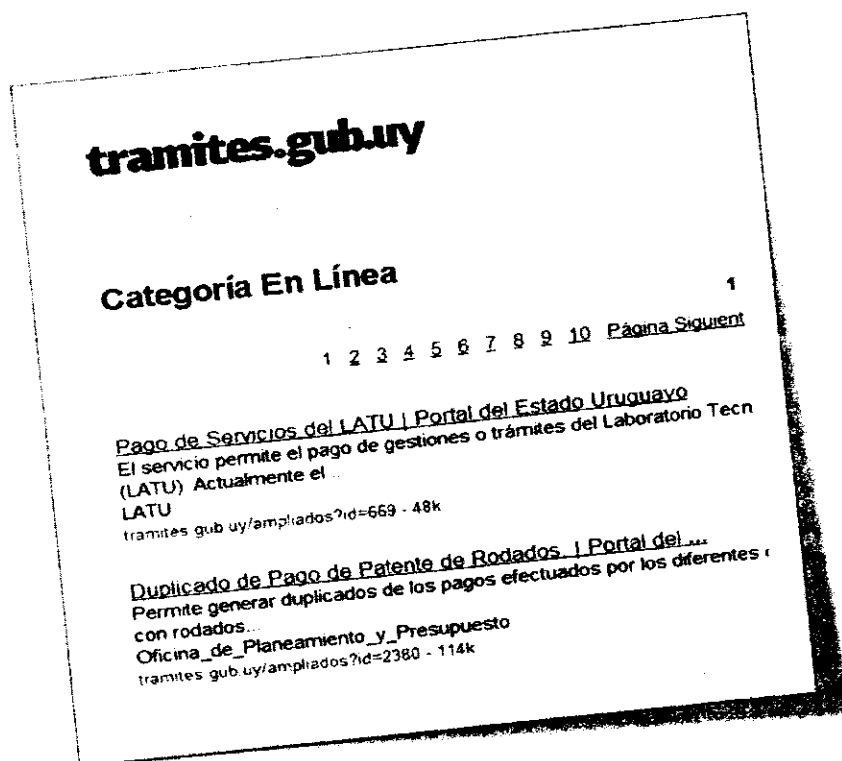 tramites.gub.uy
Categoría En Línea
1
1 2 3 4 5 6 7 8 9 10 Página Siguient
Pago de Servicios del LATU | Portal del Estado Uruguayo
El servicio permite el pago de gestiones o trámites del Laboratorio Tecn
(LATU) Actualmente el ...
LATU
tramites.gub.uy/ampliados?id=669 - 48k
Duplicado de Pago de Patente de Rodados. | Portal del ...
Permite generar duplicados de los pagos efectuados por los diferentes
con rodados...
Oficina_de_Planeamiento_y_Presupuesto
tramites.gub.uy/ampliados?id=2380 - 114k